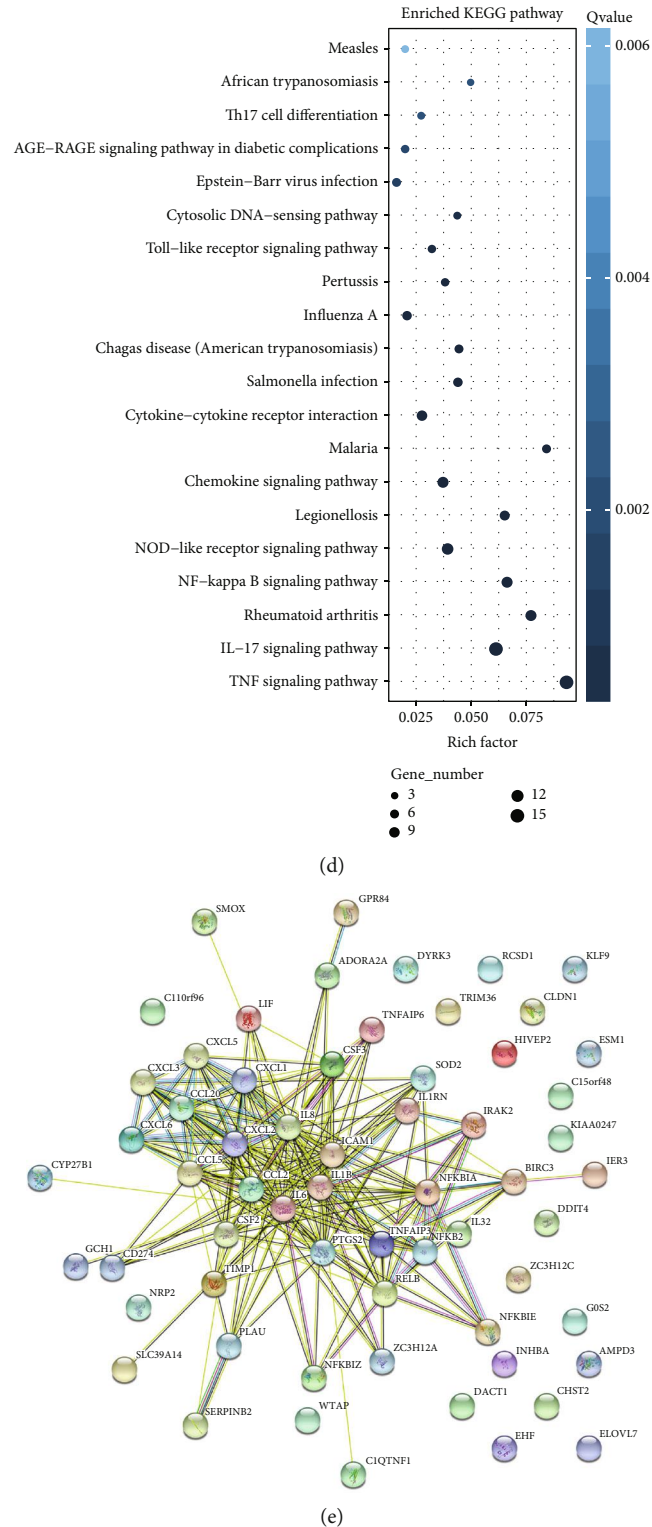 Enriched KEGG pathway
Qvalue
Measles
African trypanosomiasis
Th17 cell differentiation
AGE−RAGE signaling pathway in diabetic complications
Epstein−Barr virus infection
Cytosolic DNA−sensing pathway
Toll−like receptor signaling pathway
Pertussis
Influenza A
Chagas disease (American trypanosomiasis)
Salmonella infection
Cytokine−cytokine receptor interaction
Malaria
Chemokine signaling pathway
Legionellosis
NOD−like receptor signaling pathway
NF−kappa B signaling pathway
Rheumatoid arthritis
IL−17 signaling pathway
TNF signaling pathway
0.006
0.004
0.002
0.025 0.050 0.075
Rich factor
Gene_number
3 12
6 15
9
(d)
SMOX
GPR84
ADORA2A
DYRK3
RCSD1
KLF9
C110rf96
LIF
TNFAIP6
TRIM36
CLDN1
CXCL5
CXCL1
CSF3
HIVEP2
ESM1
CXCL3
SOD2
CCL20
IL8
IL1RN
C15orf48
CXCL6
CXCL2
ICAM1
IRAK2
KIAA0247
CYP27B1
CCL5
CCL2
IL1B
NFKBIA
BIRC3
IER3
IL6
CSF2
PTGS2
TNFAIP3
IL32
NFKB2
DDIT4
GCH1
CD274
TIMP1
RELB
ZC3H12C
NRP2
G0S2
PLAU
ZC3H12A
NFKBIE
INHBA
AMPD3
SLC39A14
NFKBIZ
DACT1
CHST2
SERPINB2
WTAP
EHF
ELOVL7
C1QTNF1
(e)